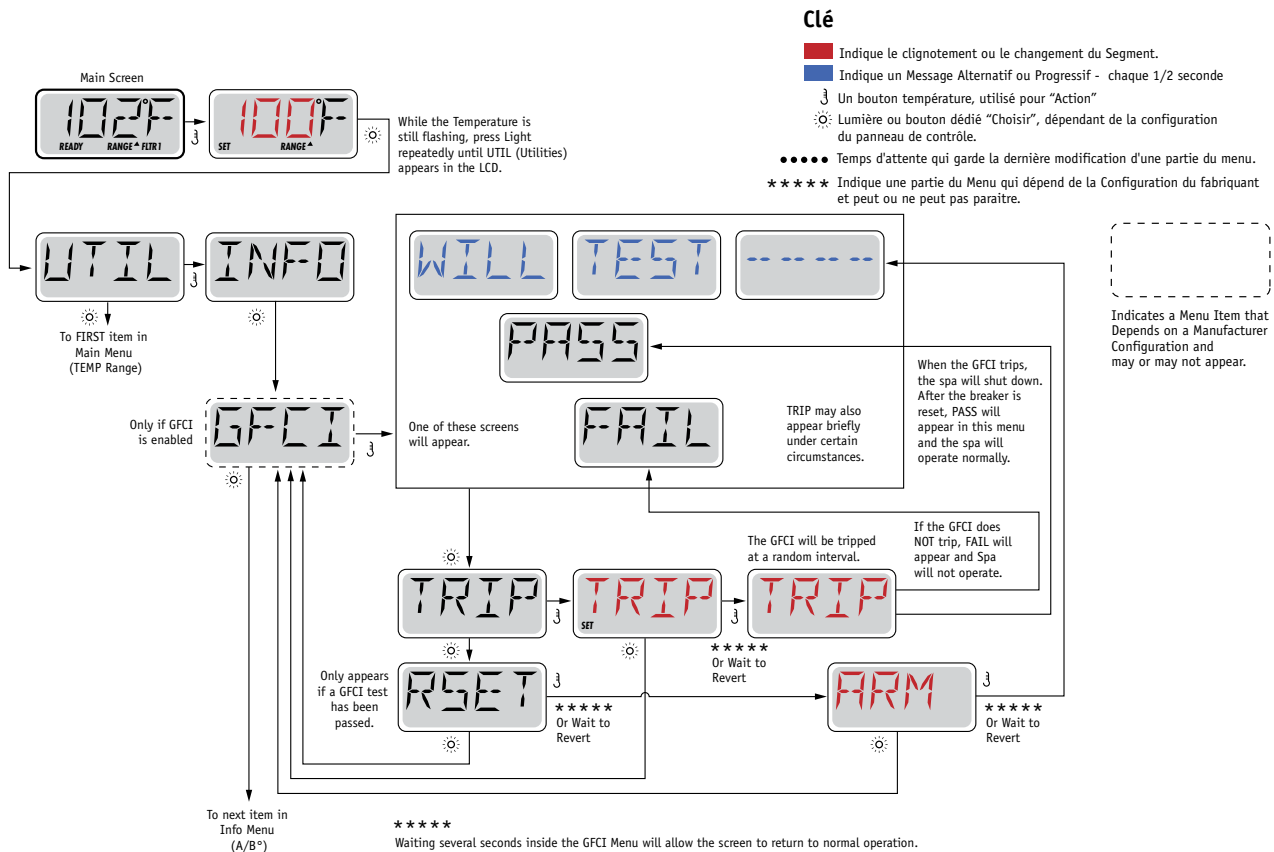 Clé
Indique le clignotement ou le changement du Segment.
Indique un Message Alternatif ou Progressif - chaque 1/2 seconde
Un bouton température, utilisé pour “Action”
Lumière ou bouton dédié “Choisir”, dépendant de la configuration
du panneau de contrôle.
••••• Temps d'attente qui garde la dernière modification d'une partie du menu.
***** Indique une partie du Menu qui dépend de la Configuration du fabriquant
et peut ou ne peut pas paraitre.
Indicates a Menu Item that
Depends on a Manufacturer
Configuration and
may or may not appear.
Main Screen
102°F
READY RANGE FLTR1
100°F
SET RANGE
While the Temperature is
still flashing, press Light
repeatedly until UTIL (Utilities)
appears in the LCD.
UTIL
INFO
To FIRST item in
Main Menu
(TEMP Range)
WILL
TEST
-- -- -- --
PASS
FAIL
Only if GFCI
is enabled
GFCI
One of these screens
will appear.
TRIP may also
appear briefly
under certain
circumstances.
When the GFCI trips,
the spa will shut down.
After the breaker is
reset, PASS will
appear in this menu
and the spa will
operate normally.
If the GFCI does
NOT trip, FAIL will
appear and Spa
will not operate.
The GFCI will be tripped
at a random interval.
TRIP
TRIP
SET
TRIP
*****
Or Wait to
Revert
Only appears
if a GFCI test
has been
passed.
RSET
*****
Or Wait to
Revert
ARM
*****
Or Wait to
Revert
To next item in
Info Menu
(A/B°)
*****
Waiting several seconds inside the GFCI Menu will allow the screen to return to normal operation.